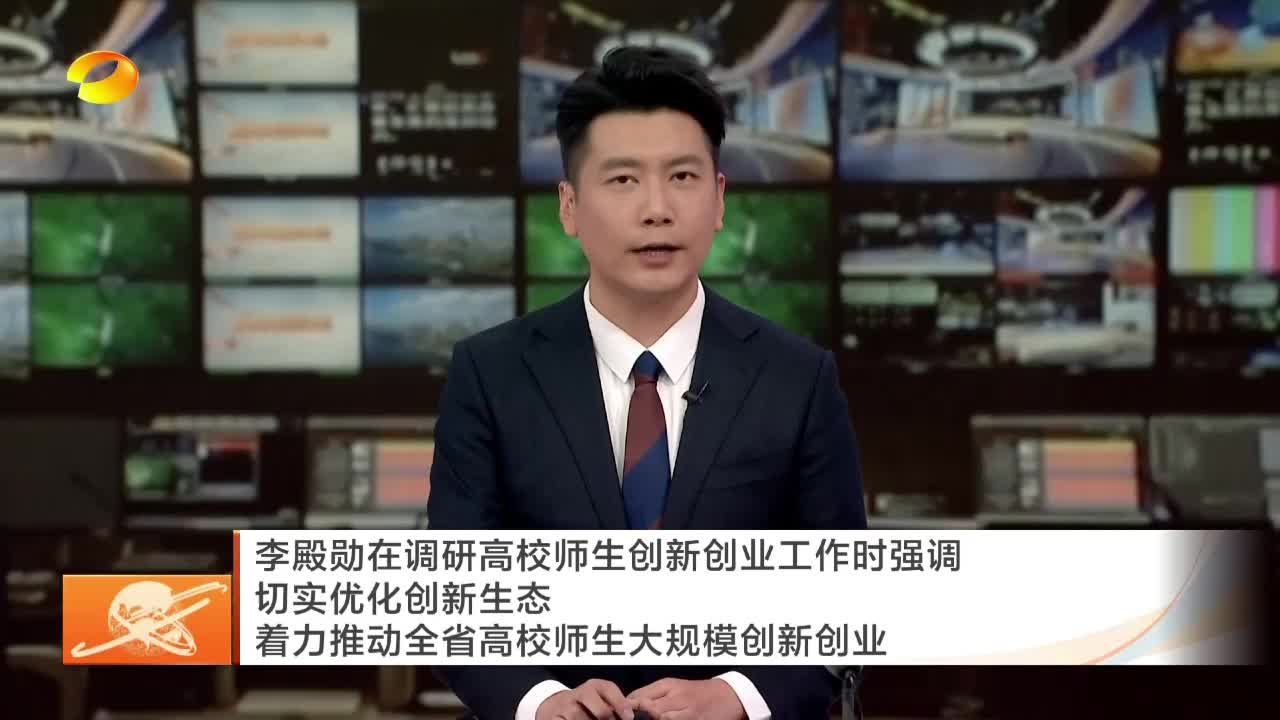 李殿勋在调研高校师生创新创业工作时强调
切实优化创新生态
着力推动全省高校师生大规模创新创业